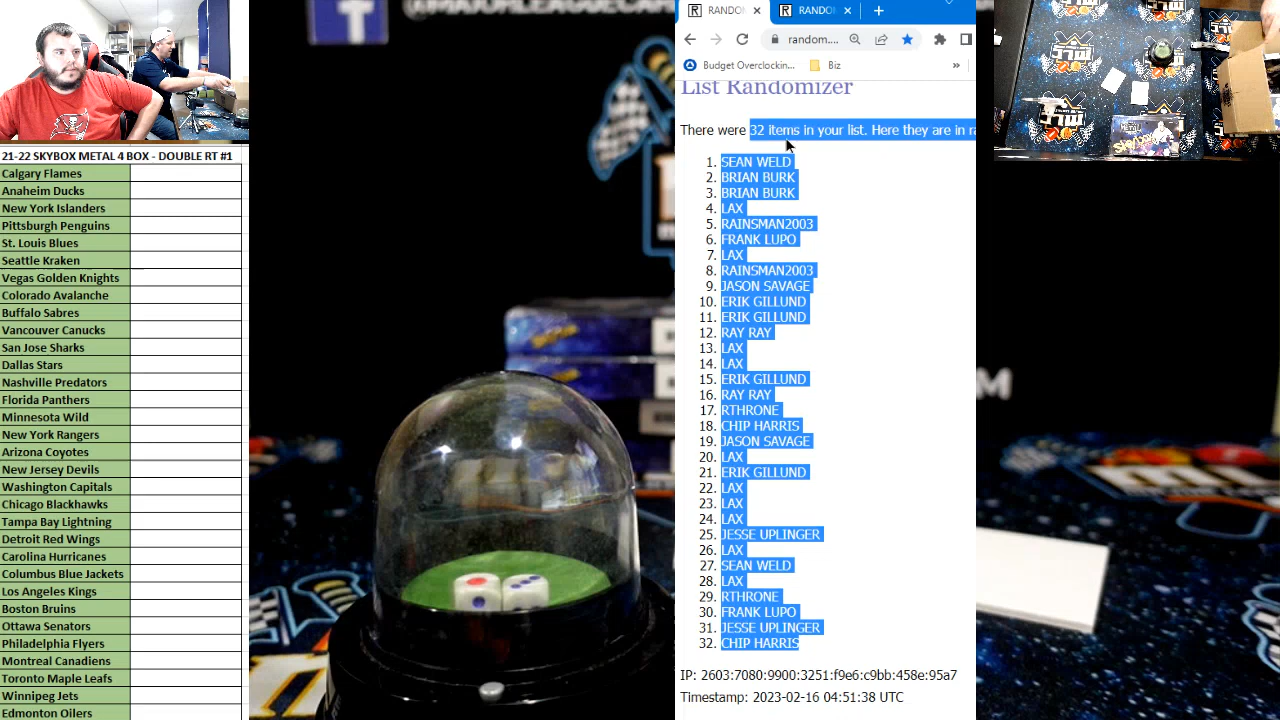 21-22 SKYBOX METAL 4 BOX - DOUBLE RT #1
Calgary Flames
Anaheim Ducks
New York Islanders
Pittsburgh Penguins
St. Louis Blues
Seattle Kraken
Vegas Golden Knights
Colorado Avalanche
Buffalo Sabres
Vancouver Canucks
San Jose Sharks
Dallas Stars
Nashville Predators
Florida Panthers
Minnesota Wild
New York Rangers
Arizona Coyotes
New Jersey Devils
Washington Capitals
Chicago Blackhawks
Tampa Bay Lightning
Detroit Red Wings
Carolina Hurricanes
Columbus Blue Jackets
Los Angeles Kings
Boston Bruins
Ottawa Senators
Philadelphia Flyers
Montreal Canadiens
Toronto Maple Leafs
Winnipeg Jets
Edmonton Oilers
RANDO
RANDO
random....
Budget Overclockin...
Biz
»
List Randomizer
There were 32 items in your list. Here they are in ra
1. SEAN WELD
2. BRIAN BURK
3. BRIAN BURK
4. LAX
5. RAINSMAN2003
6. FRANK LUPO
7. LAX
8. RAINSMAN2003
9. JASON SAVAGE
10. ERIK GILLUND
11. ERIK GILLUND
12. RAY RAY
13. LAX
14. LAX
15. ERIK GILLUND
16. RAY RAY
17. RTHRONE
18. CHIP HARRIS
19. JASON SAVAGE
20. LAX
21. ERIK GILLUND
22. LAX
23. LAX
24. LAX
25. JESSE UPLINGER
26. LAX
27. SEAN WELD
28. LAX
29. RTHRONE
30. FRANK LUPO
31. JESSE UPLINGER
32. CHIP HARRIS
IP: 2603:7080:9900:3251:f9e6:c9bb:458e:95a7
Timestamp: 2023-02-16 04:51:38 UTC